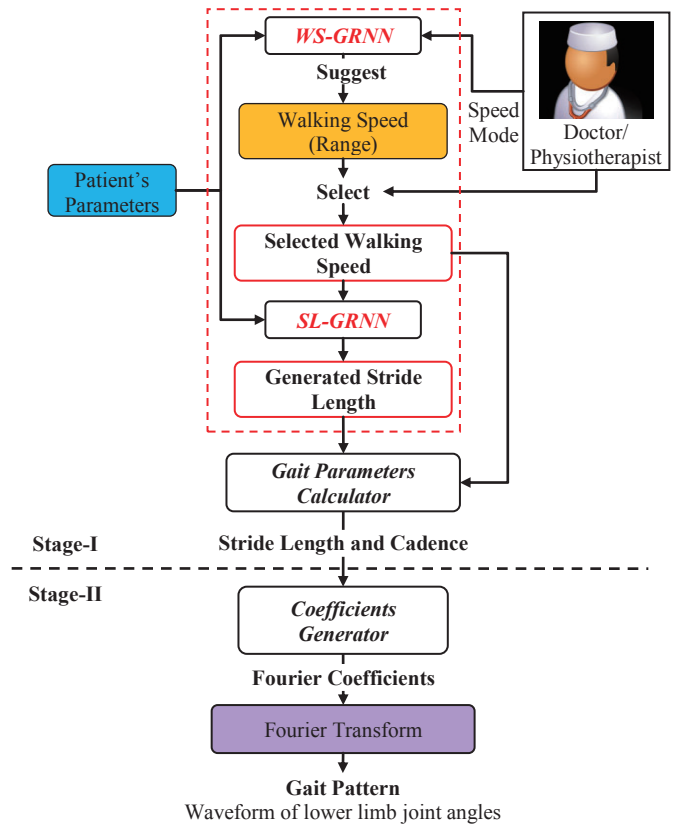 WS-GRNN
Suggest
Speed
Mode
Doctor/
Physiotherapist
Walking Speed
(Range)
Patient's
Parameters
Select
Selected Walking
Speed
SL-GRNN
Generated Stride
Length
Gait Parameters
Calculator
Stage-I
Stride Length and Cadence
Stage-II
Coefficients
Generator
Fourier Coefficients
Fourier Transform
Gait Pattern
Waveform of lower limb joint angles